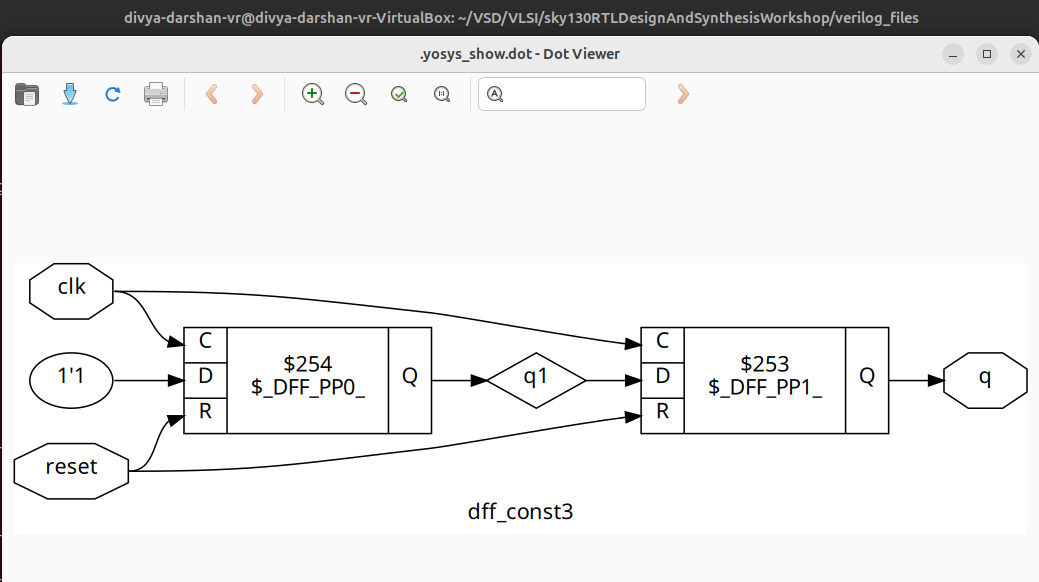 divya-darshan-vr@divya-darshan-vr-VirtualBox: ~/VSD/VLSI/sky130RTLDesignAndSynthesisWorkshop/verilog_files
.yosys_show.dot - Dot Viewer
clk
1'1
reset
C
D
R
$254
$_DFF_PP0_
Q
q1
C
D
R
$253
$_DFF_PP1_
Q
q
dff_const3